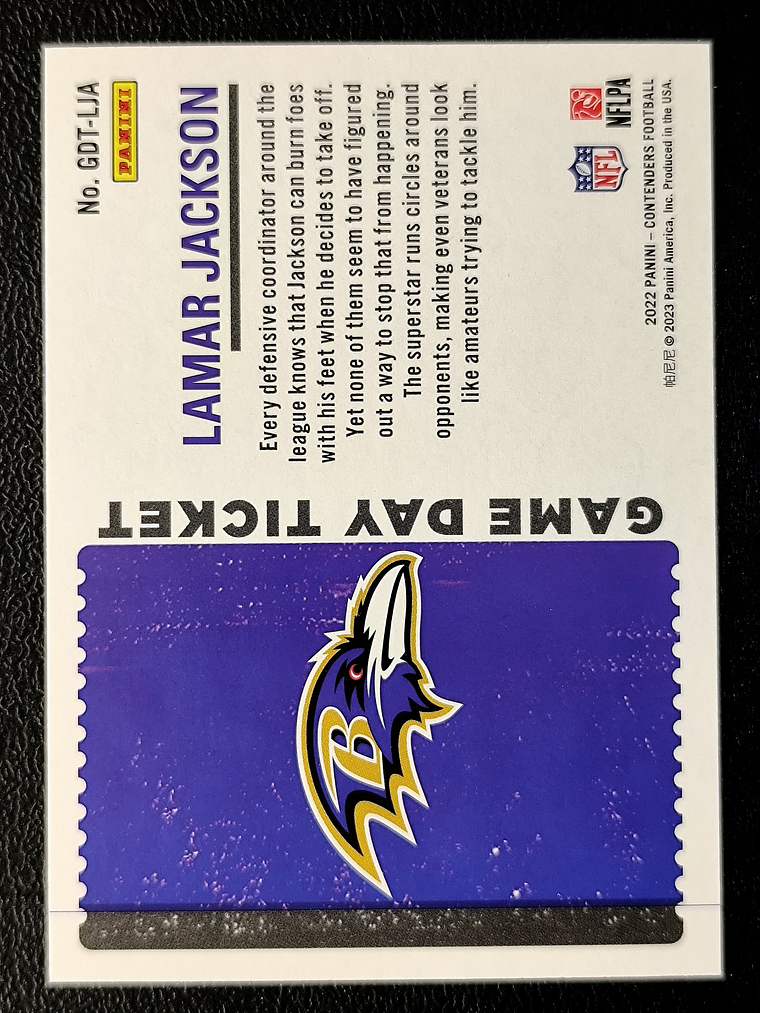 No. GDT-LJA
PANINI
LAMAR JACKSON
Every defensive coordinator around the
league knows that Jackson can burn foes
with his feet when he decides to take off.
Yet none of them seem to have figured
out a way to stop that from happening.
The superstar runs circles around
opponents, making even veterans look
like amateurs trying to tackle him.
NFL
NFLPA
2022 PANINI – CONTENDERS FOOTBALL
帕尼尼 © 2023 Panini America, Inc. Produced in the USA.
GAME DAY TICKET
B